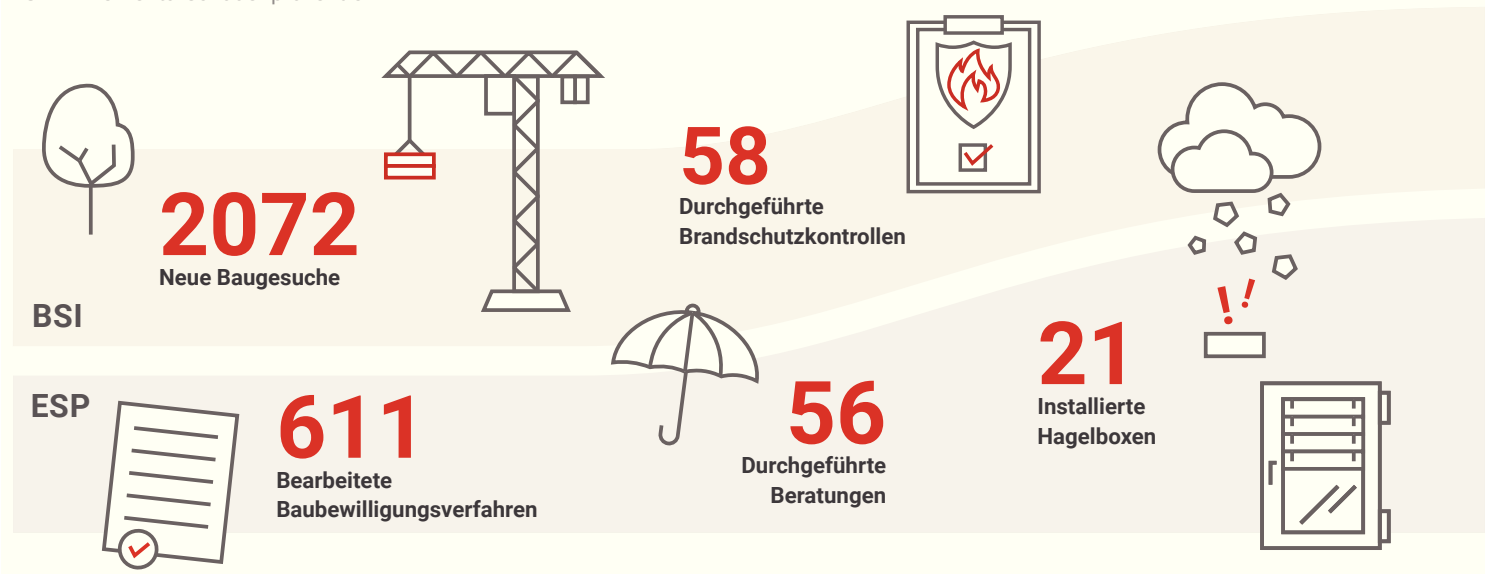 2072
Neue Baugesuche
58
Durchgeführte
Brandschutzkontrollen
BSI
21
Installierte
Hagelboxen
ESP
611
Bearbeitete
Baubewilligungsverfahren
56
Durchgeführte
Beratungen